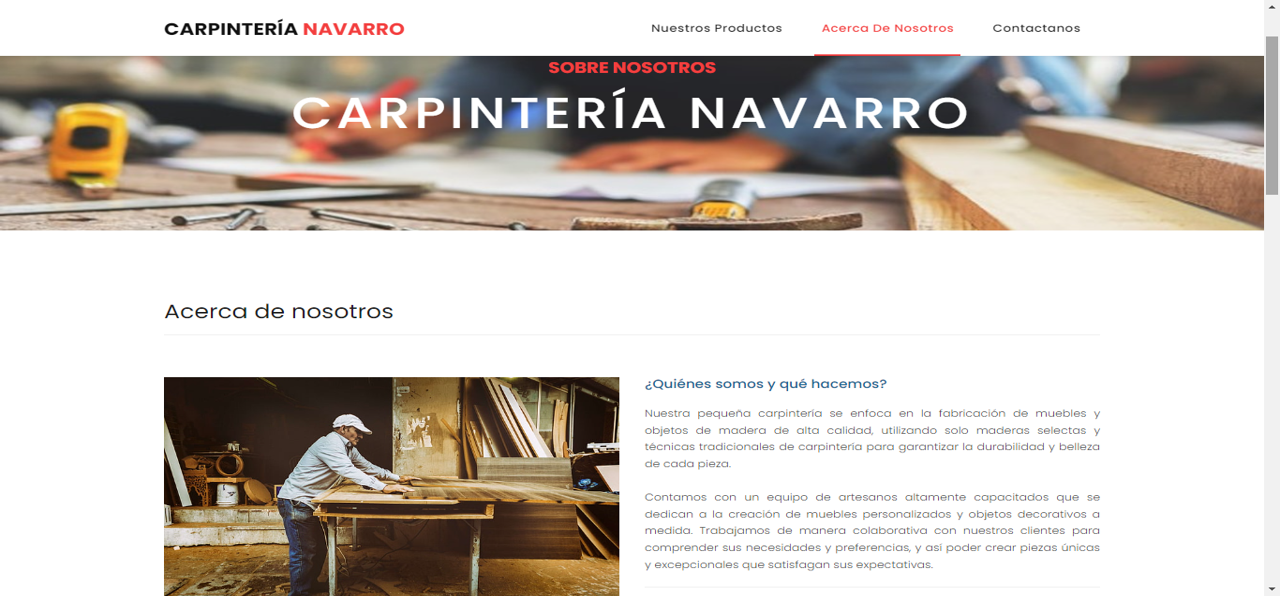 CARPINTERÍA NAVARRO
Nuestros Productos
Acerca De Nosotros
Contactanos
SOBRE NOSOTROS
CARPINTERÍA NAVARRO
Acerca de nosotros
¿Quiénes somos y qué hacemos?
Nuestra pequeña carpintería se enfoca en la fabricación de muebles y
objetos de madera de alta calidad, utilizando solo maderas selectas y
técnicas tradicionales de carpintería para garantizar la durabilidad y belleza
de cada pieza.
Contamos con un equipo de artesanos altamente capacitados que se
dedican a la creación de muebles personalizados y objetos decorativos a
medida. Trabajamos de manera colaborativa con nuestros clientes para
comprender sus necesidades y preferencias, y así poder crear piezas únicas
y excepcionales que satisfagan sus expectativas.